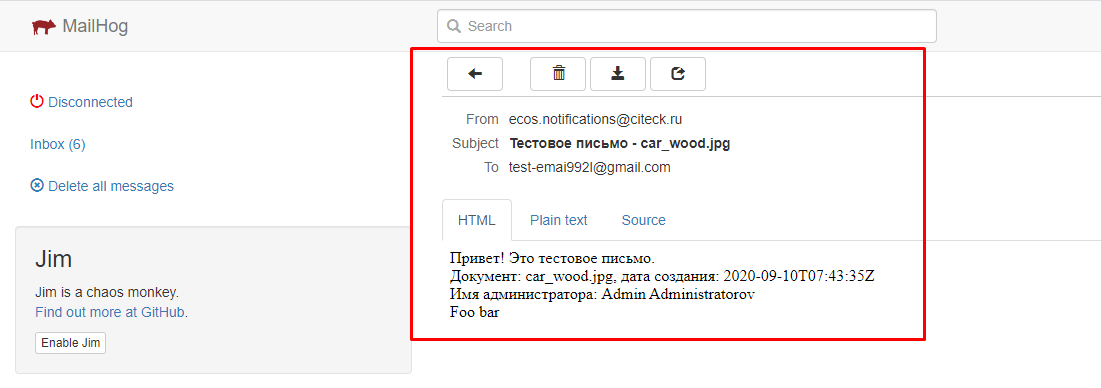 MailHog
Search
Disconnected
Inbox (6)
Delete all messages
Jim
Jim is a chaos monkey.
Find out more at GitHub.
Enable Jim
From ecos.notifications@citeck.ru
Subject Тестовое письмо - car_wood.jpg
To test-emai992l@gmail.com
HTML Plain text Source
Привет! Это тестовое письмо.
Документ: car_wood.jpg, дата создания: 2020-09-10T07:43:35Z
Имя администратора: Admin Administratorov
Foo bar